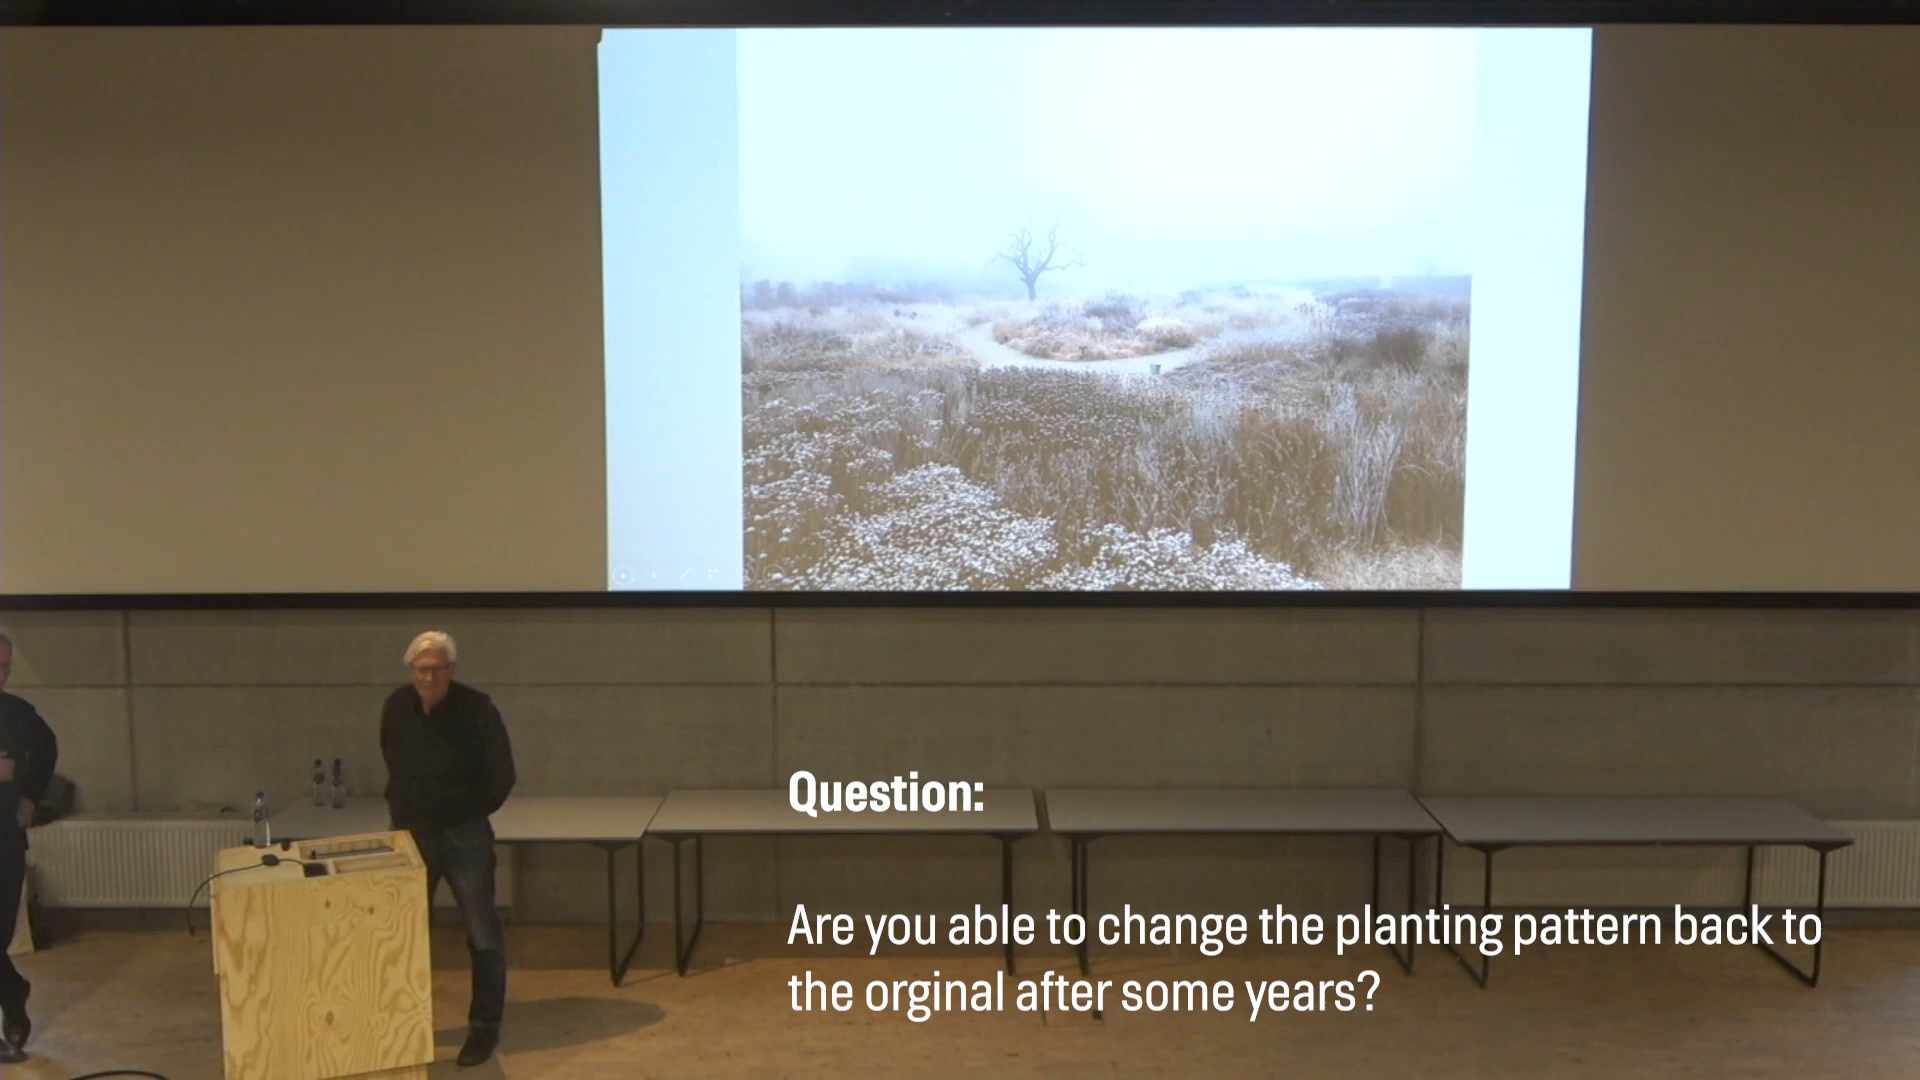 Question:
Are you able to change the planting pattern back to
the orginal after some years?